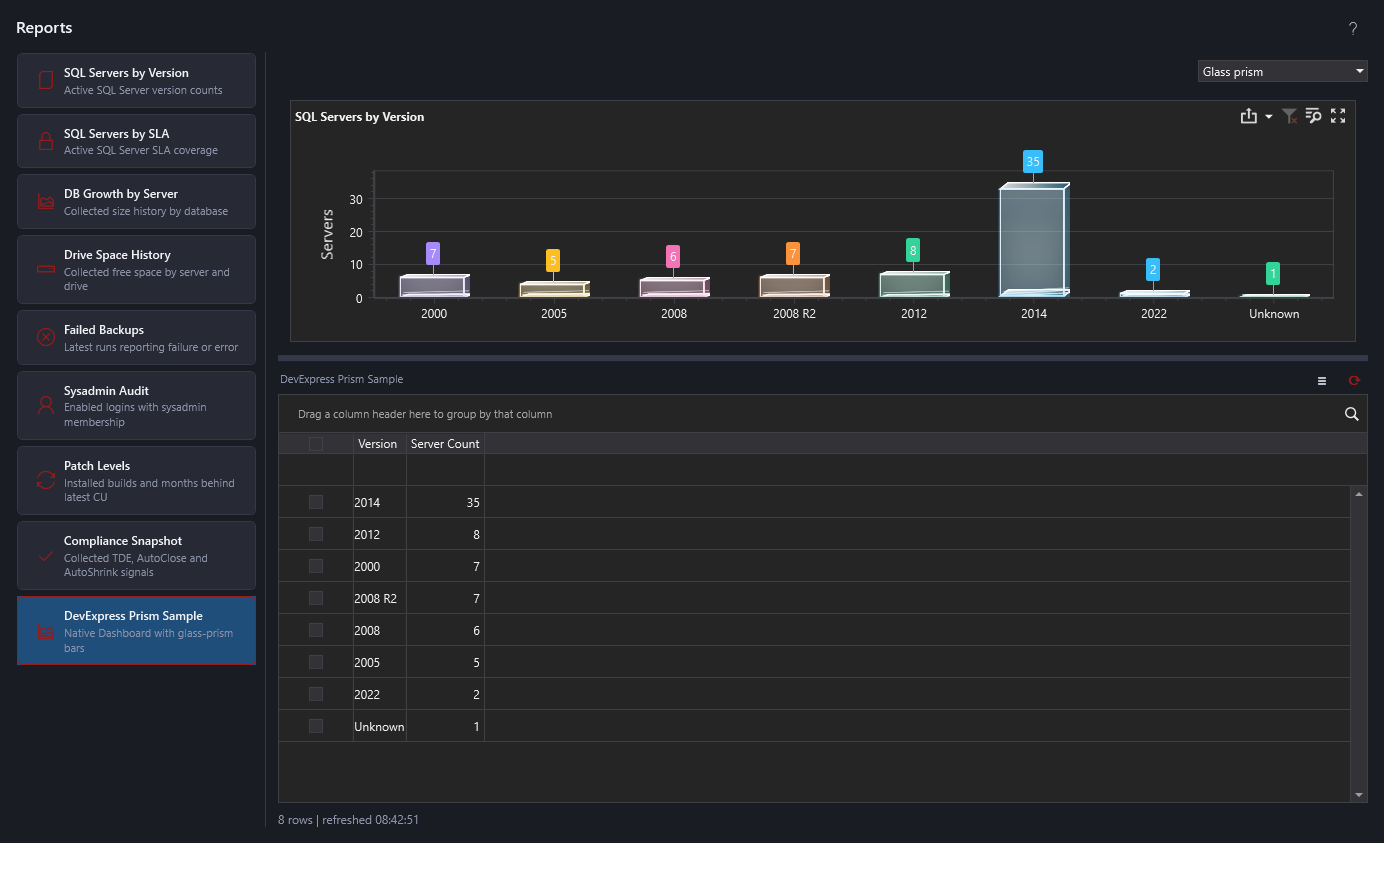 Reports
?
SQL Servers by Version
Active SQL Server version counts
SQL Servers by SLA
Active SQL Server SLA coverage
DB Growth by Server
Collected size history by database
Drive Space History
Collected free space by server and
drive
Failed Backups
Latest runs reporting failure or error
Sysadmin Audit
Enabled logins with sysadmin
membership
Patch Levels
Installed builds and months behind
latest CU
Compliance Snapshot
Collected TDE, AutoClose and
AutoShrink signals
DevExpress Prism Sample
Native Dashboard with glass-prism
bars
Glass prism
SQL Servers by Version
Servers
30
20
10
0
7
5
6
7
8
35
2
1
2000
2005
2008
2008 R2
2012
2014
2022
Unknown
DevExpress Prism Sample
Drag a column header here to group by that column
Version Server Count
2014 35
2012 8
2000 7
2008 R2 7
2008 6
2005 5
2022 2
Unknown 1
8 rows | refreshed 08:42:51